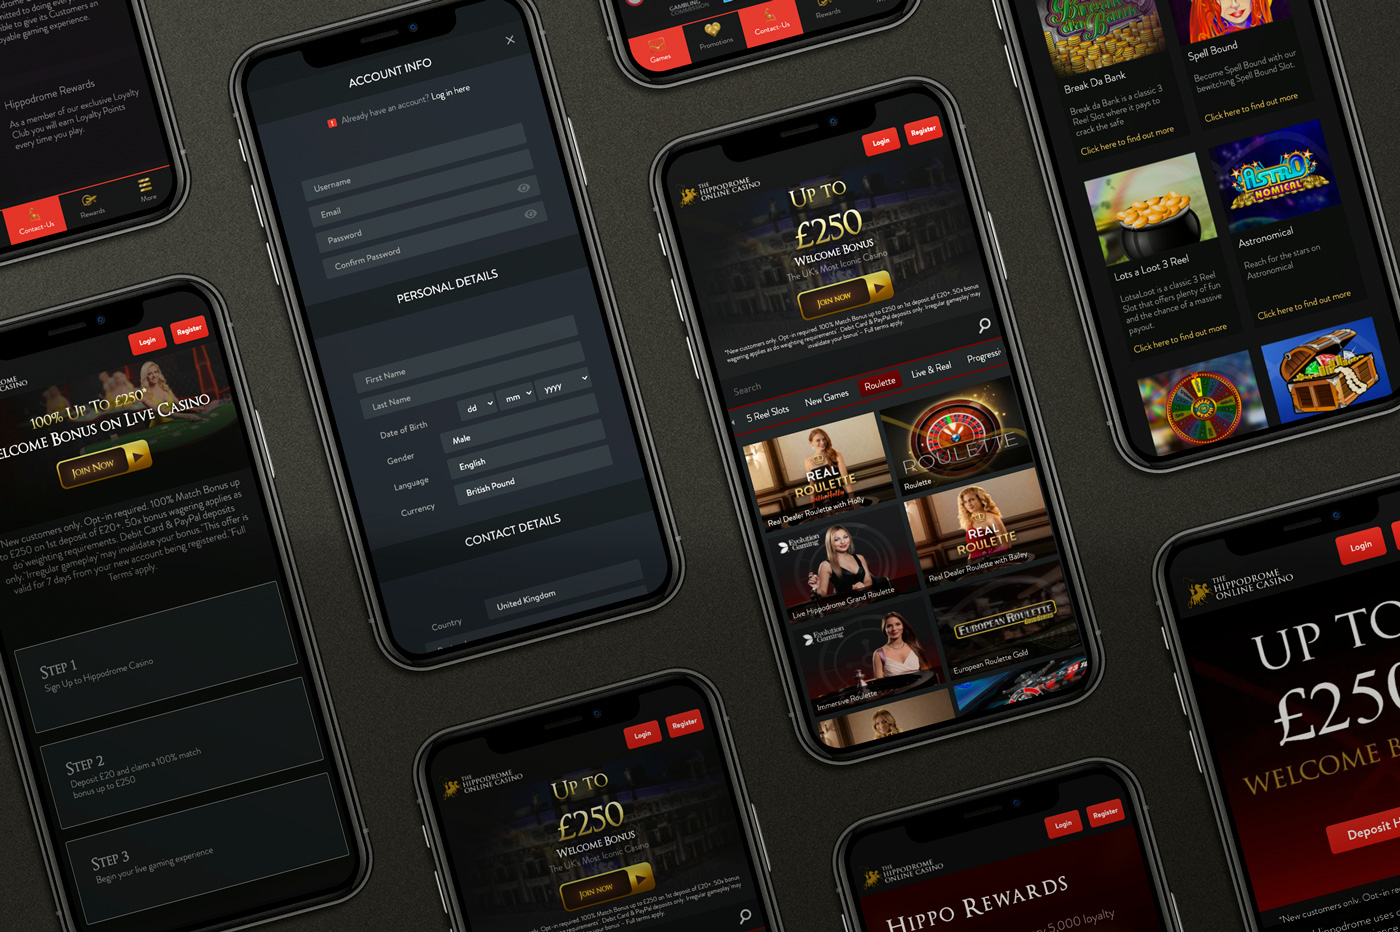 mitted to doing every
ble to give its Customers an
yable gaming experience.
Hippodrome Rewards
As a member of our exclusive Loyalty
Club you will earn Loyalty Points
every time you play.
Contact-Us
Rewards
More
ACCOUNT INFO
Already have an account? Log in here
Username
Email
Password
Confirm Password
PERSONAL DETAILS
First Name
Last Name
Date of Birth
dd
mm
yyyy
Gender
Male
Language
English
Currency
British Pound
CONTACT DETAILS
Country
United Kingdom
GAMBLING
COMMISSION
Games
Promotions
Contact-Us
Rewards
Login
Register
THE
HIPPODROME
ONLINE CASINO
UP TO
£250
WELCOME BONUS
The UK's Most Iconic Casino
JOIN NOW
*New customers only. Opt-in required. 100% Match Bonus up to £250 on 1st deposit of £20+. 50x bonus
wagering applies as do weighting requirements. Debit Card & PayPal deposits only. Irregular gameplay may
invalidate your bonus - Full terms apply.
Search
5 Reel Slots
New Games
Roulette
Live & Real
Progressi
REAL
ROULETTE
Real Dealer Roulette with Holly
ROULETTE
Roulette
Evolution
Gaming
Live Hippodrome Grand Roulette
REAL
ROULETTE
Real Dealer Roulette with Bailey
Evolution
Gaming
Immersive Roulette
EUROPEAN ROULETTE
European Roulette Gold
Break da Bank
Break Da Bank
Break da Bank is a classic 3
Reel Slot where it pays to
crack the safe
Click here to find out more
Spell Bound
Become Spell Bound with our
bewitching Spell Bound Slot.
Click here to find out more
Lots a Loot 3 Reel
LotsaLoot is a classic 3 Reel
Slot that offers plenty of fun
and the chance of a massive
payout.
Click here to find out more
ASTRO
NOMICAL
Astronomical
Reach for the stars on
Astronomical
Click here to find out more
Login
Register
ROME
CASINO
100% UP TO £250*
ELCOME BONUS ON LIVE CASINO
JOIN NOW
New customers only. Opt-in required. 100% Match Bonus up
to £250 on 1st deposit of £20+. 50x bonus wagering applies as
do weighting requirements. Debit Card & PayPal deposits
only. Irregular gameplay may invalidate your bonus. This offer is
valid for 7 days from your new account being registered. Full
Terms apply.
STEP 1
Sign Up to Hippodrome Casino
STEP 2
Deposit £20 and claim a 100% match
bonus up to £250
STEP 3
Begin your live gaming experience
Login
Register
THE
HIPPODROME
ONLINE CASINO
UP TO
£250
WELCOME BONUS
The UK's Most Iconic Casino
JOIN NOW
only. Opt-in required. 100% Match Bonus up to £250 on 1st deposit of £20+. 50x bonus
wagering applies as do weighting requirements. Debit Card & PayPal deposits only. Irregular gameplay may
invalidate your bonus - Full terms apply.
Login
Register
THE
HIPPODROME
ONLINE CASINO
HIPPO REWARDS
5,000 loyalty
Login
THE
HIPPODROME
ONLINE CASINO
UP TO
£250
WELCOME B
Deposit H
*New customers only. Opt-in re
Hippodrome uses